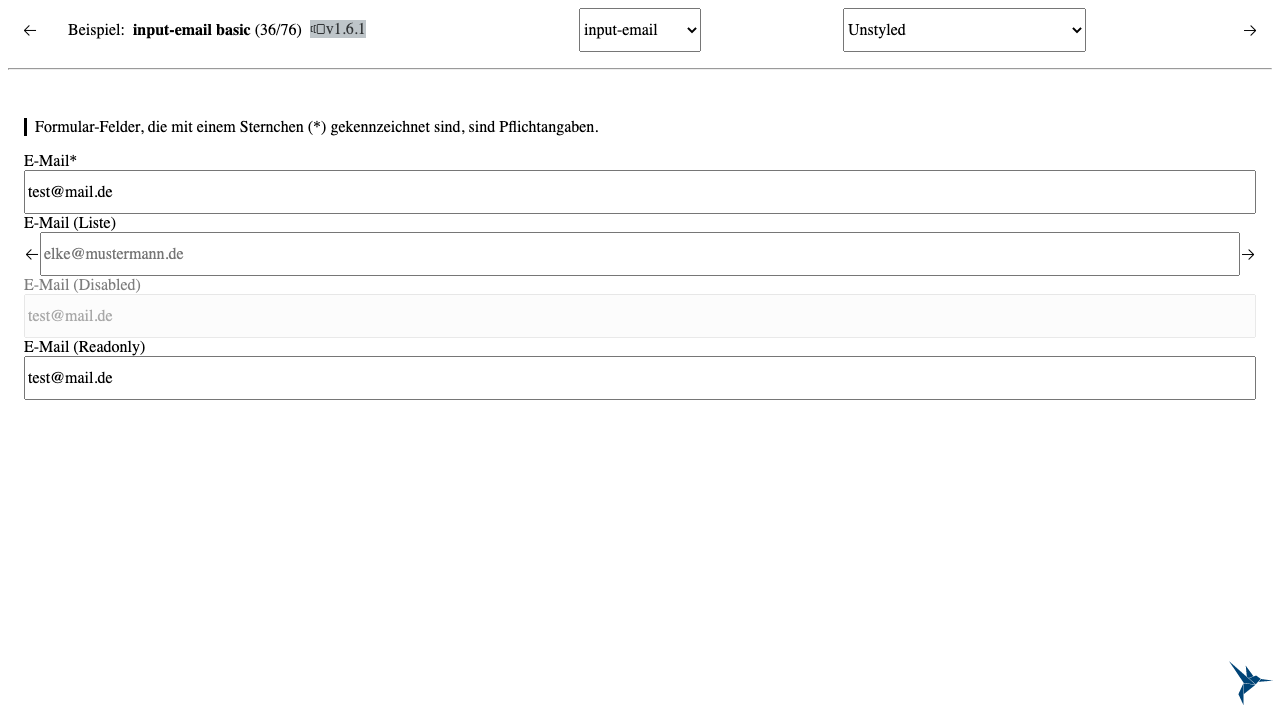 Beispiel: input-email basic (36/76) v1.6.1 input-email Unstyled
Formular-Felder, die mit einem Sternchen (*) gekennzeichnet sind, sind Pflichtangaben.
E-Mail*
test@mail.de
E-Mail (Liste)
elke@mustermann.de
E-Mail (Disabled)
test@mail.de
E-Mail (Readonly)
test@mail.de